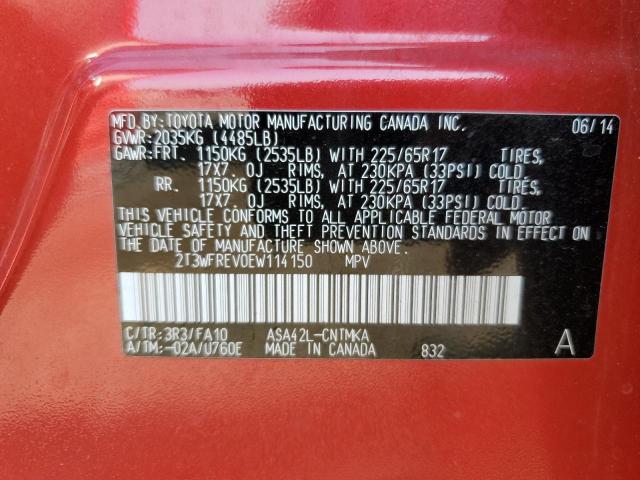 MFD.BY:TOYOTA MOTOR MANUFACTURING CANADA INC. 06/14
GVWR:2035KG (4485LB)
GAWR:FRT. 1150KG (2535LB) WITH 225/65R17 TIRES,
17X7.0J RIMS, AT 230KPA (33PSI) COLD.
RR. 1150KG (2535LB) WITH 225/65R17 TIRES,
17X7.0J RIMS, AT 230KPA (33PSI) COLD.
THIS VEHICLE CONFORMS TO ALL APPLICABLE FEDERAL MOTOR
VEHICLE SAFETY AND THEFT PREVENTION STANDARDS IN EFFECT ON
THE DATE OF MANUFACTURE SHOWN ABOVE.
2T3WFREV0EW114150 MPV
C/TR:3R3/FA10 ASA42L-CNTMKA
A/TM:-02A/U760E MADE IN CANADA 832 A